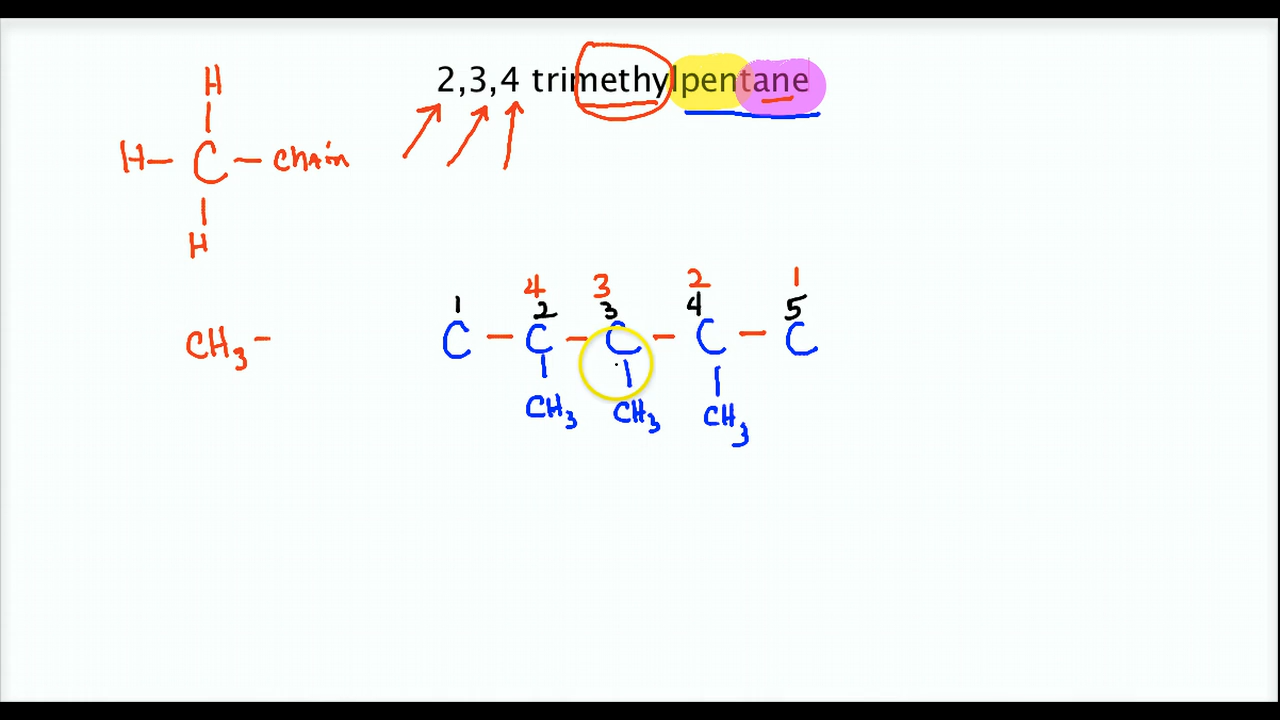 2,3,4 trimethylpentane
H
|
H – C – chain
|
H
4 3 2 1
1 2 3 4 5
CH3 –
C – C – C – C – C
| | |
CH3 CH3 CH3